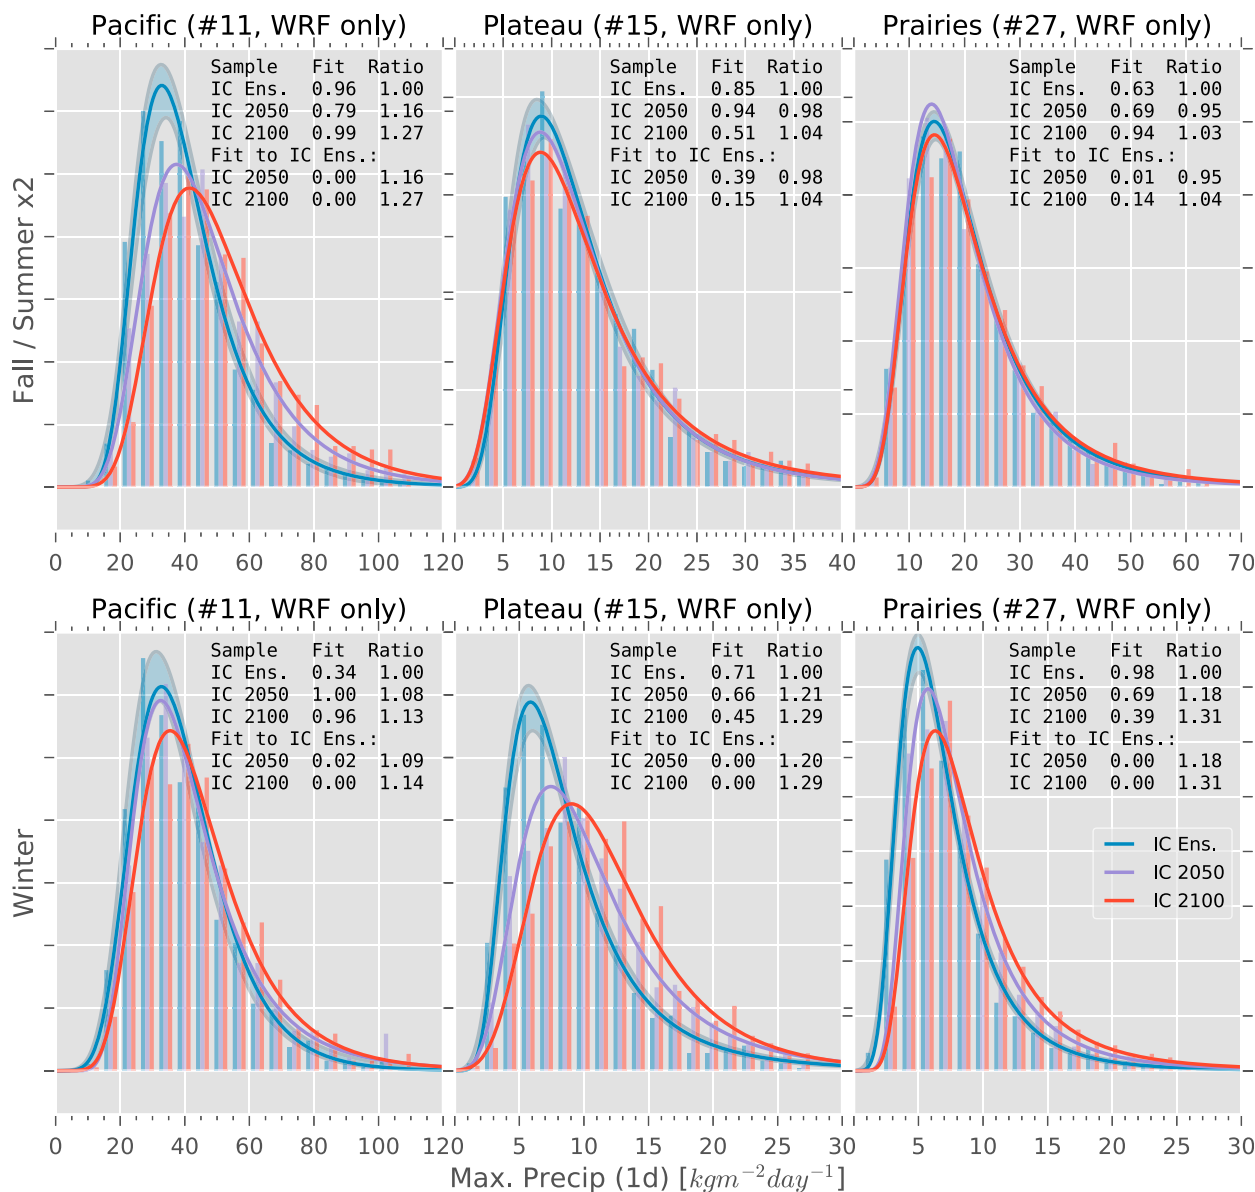 Pacific (#11, WRF only)
Plateau (#15, WRF only)
Prairies (#27, WRF only)
Fall / Summer x2
Sample Fit Ratio
IC Ens. 0.96 1.00
IC 2050 0.79 1.16
IC 2100 0.99 1.27
Fit to IC Ens.:
IC 2050 0.00 1.16
IC 2100 0.00 1.27
Sample Fit Ratio
IC Ens. 0.85 1.00
IC 2050 0.94 0.98
IC 2100 0.51 1.04
Fit to IC Ens.:
IC 2050 0.39 0.98
IC 2100 0.15 1.04
Sample Fit Ratio
IC Ens. 0.63 1.00
IC 2050 0.69 0.95
IC 2100 0.94 1.03
Fit to IC Ens.:
IC 2050 0.01 0.95
IC 2100 0.14 1.04
0 20 40 60 80 100 120
5 10 15 20 25 30 35 40
10 20 30 40 50 60 70
Pacific (#11, WRF only)
Plateau (#15, WRF only)
Prairies (#27, WRF only)
Winter
Sample Fit Ratio
IC Ens. 0.34 1.00
IC 2050 1.00 1.08
IC 2100 0.96 1.13
Fit to IC Ens.:
IC 2050 0.02 1.09
IC 2100 0.00 1.14
Sample Fit Ratio
IC Ens. 0.71 1.00
IC 2050 0.66 1.21
IC 2100 0.45 1.29
Fit to IC Ens.:
IC 2050 0.00 1.20
IC 2100 0.00 1.29
Sample Fit Ratio
IC Ens. 0.98 1.00
IC 2050 0.69 1.18
IC 2100 0.39 1.31
Fit to IC Ens.:
IC 2050 0.00 1.18
IC 2100 0.00 1.31
IC Ens.
IC 2050
IC 2100
0 20 40 60 80 100 120
5 10 15 20 25 30
5 10 15 20 25 30
Max. Precip (1d) [kgm⁻²day⁻¹]